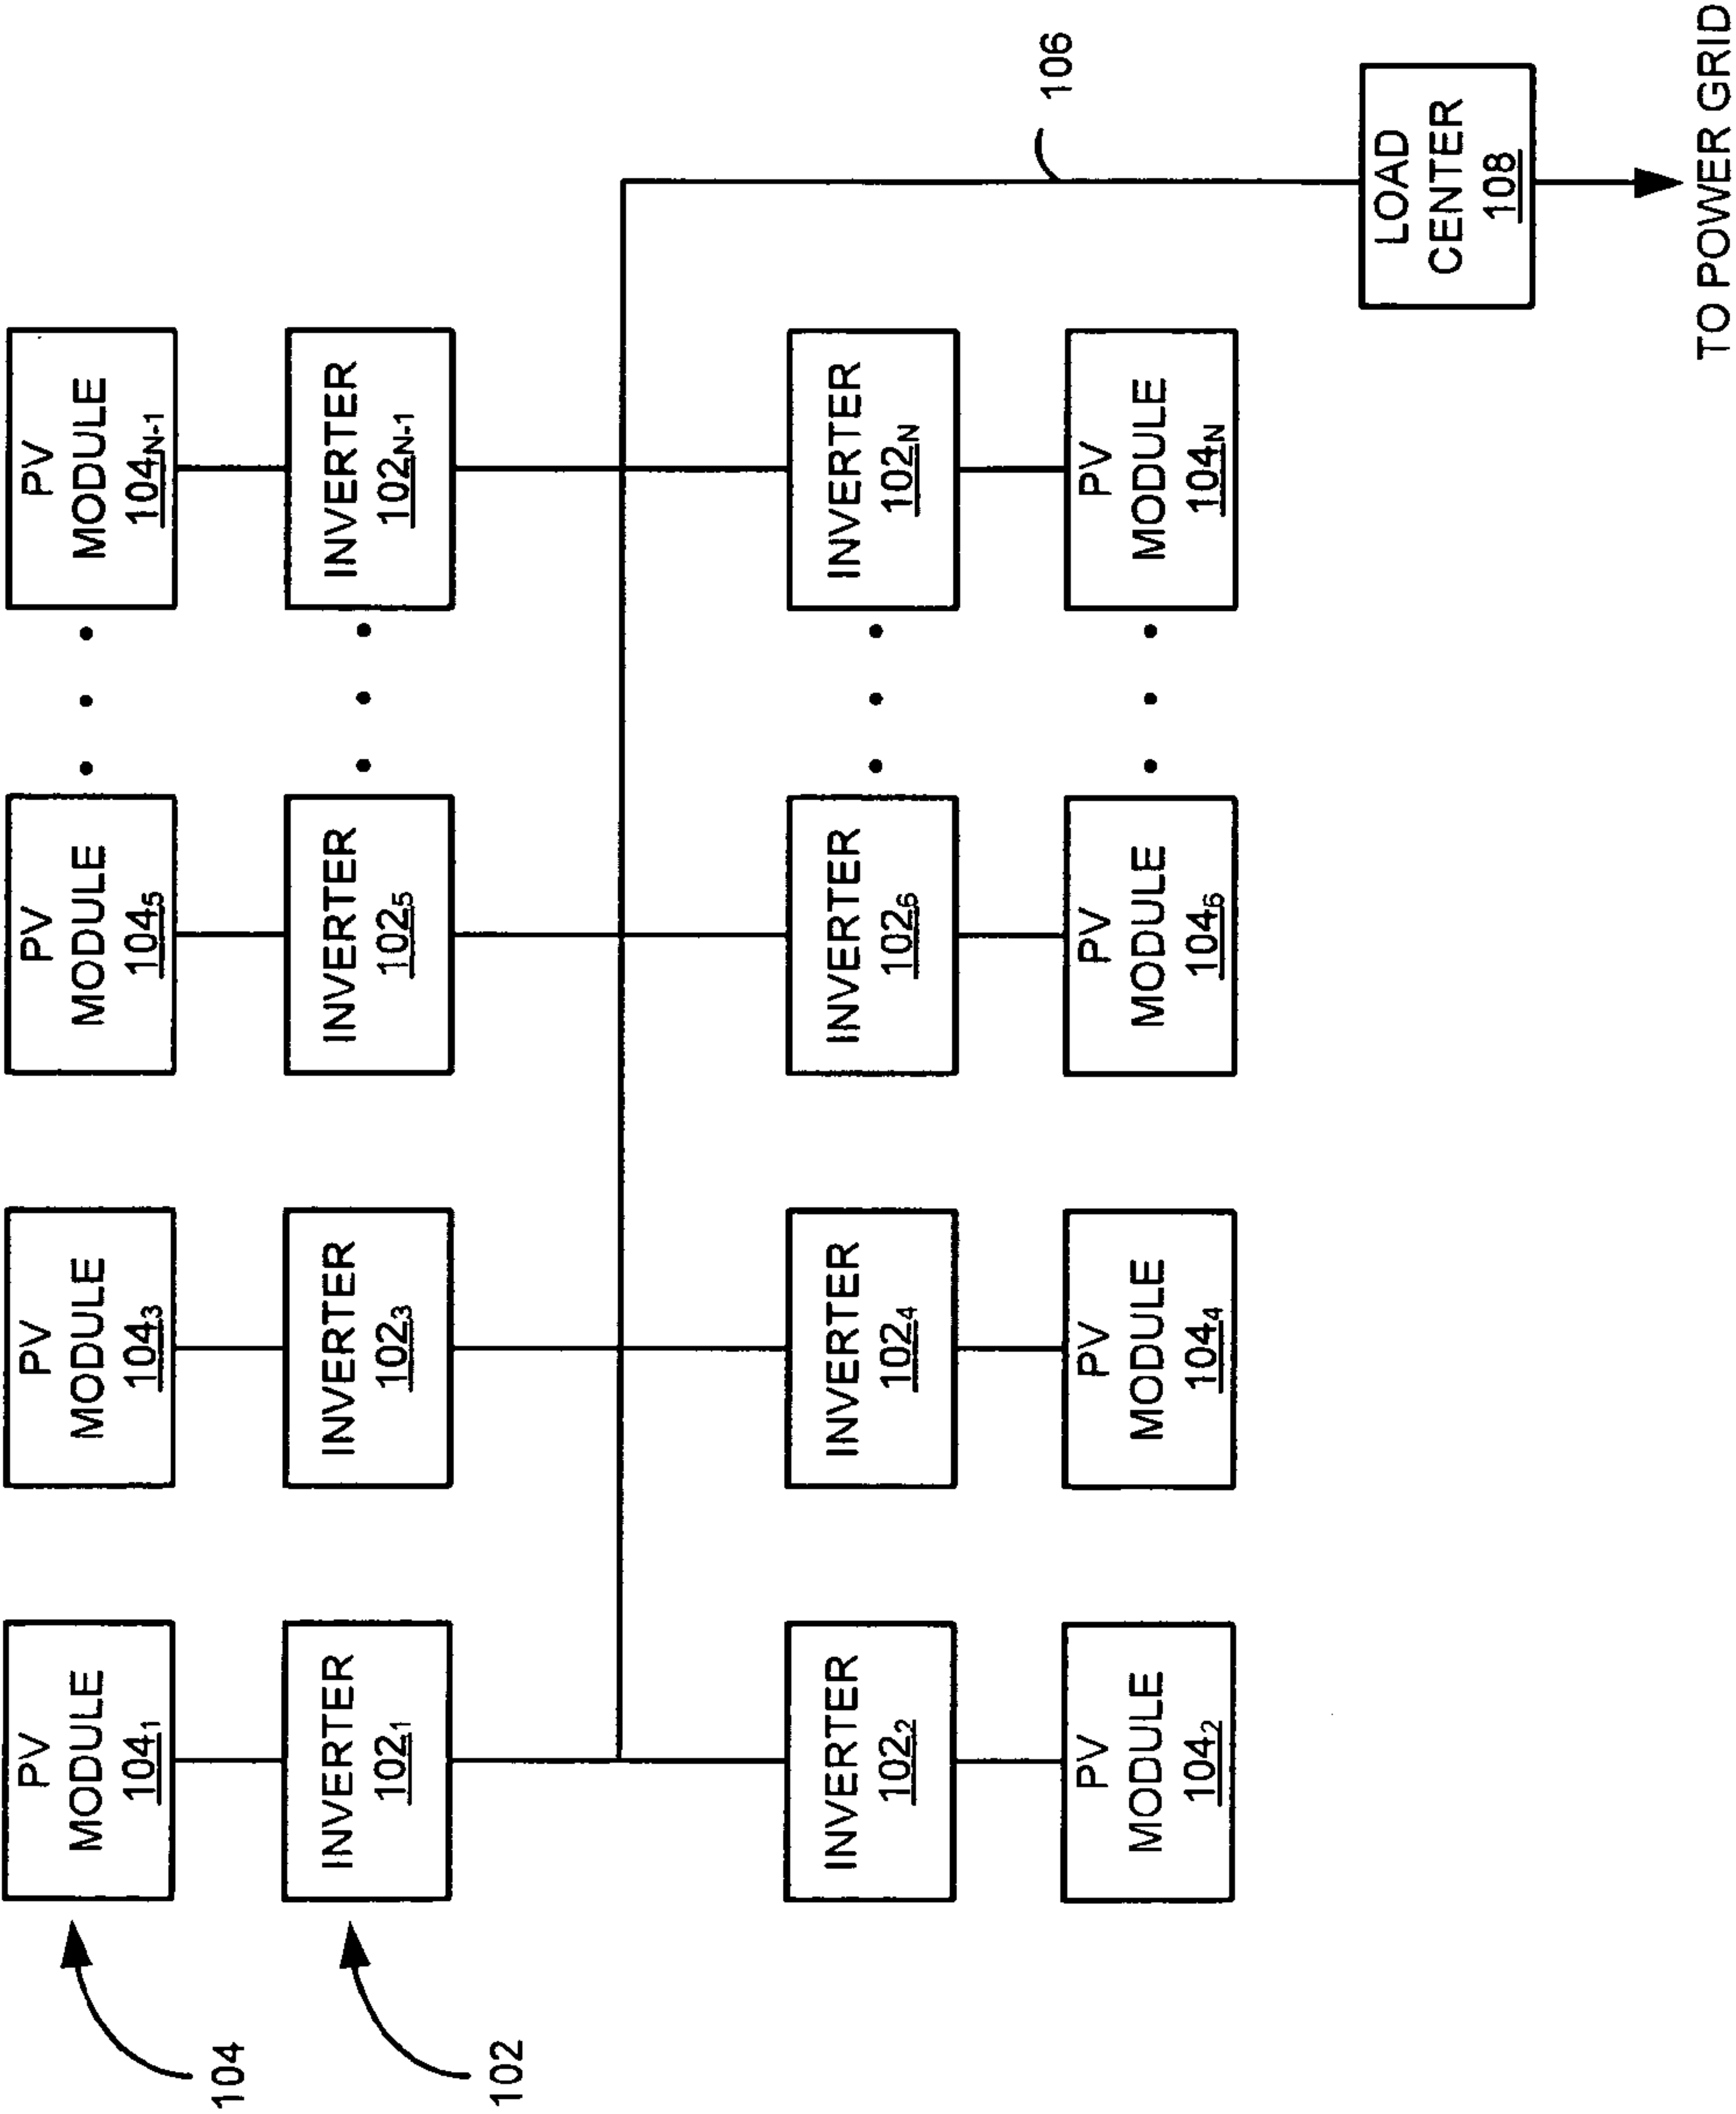 104
PV
MODULE
104₁
PV
MODULE
104₃
PV
MODULE
104₅
PV
MODULE
104N-1
102
INVERTER
102₁
INVERTER
102₃
INVERTER
102₅
INVERTER
102N-1
INVERTER
102₂
INVERTER
102₄
INVERTER
102₆
INVERTER
102N
PV
MODULE
104₂
PV
MODULE
104₄
PV
MODULE
104₆
PV
MODULE
104N
106
LOAD
CENTER
108
TO POWER GRID